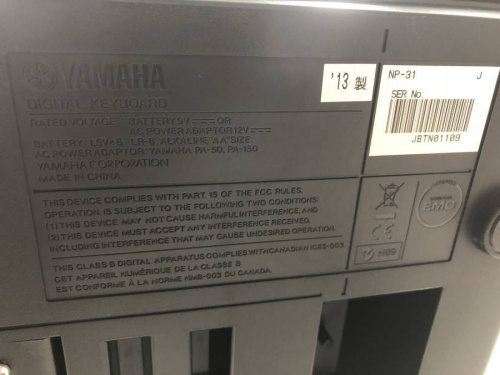 YAMAHA
DIGITAL KEYBOARD
RATED VOLTAGE : BATTERY 9V OR
AC POWER ADAPTOR 12V
BATTERY: 1.5V×6 LR-6, ALKALINE "AA" SIZE
AC POWER ADAPTOR: YAMAHA PA-5D, PA-150
YAMAHA CORPORATION
MADE IN CHINA
'13 製
NP-31 J
SER No.
JBTN01109
THIS DEVICE COMPLIES WITH PART 15 OF THE FCC RULES.
OPERATION IS SUBJECT TO THE FOLLOWING TWO CONDITIONS:
(1) THIS DEVICE MAY NOT CAUSE HARMFUL INTERFERENCE, AND
(2) THIS DEVICE MUST ACCEPT ANY INTERFERENCE RECEIVED,
INCLUDING INTERFERENCE THAT MAY CAUSE UNDESIRED OPERATION.
THIS CLASS B DIGITAL APPARATUS COMPLIES WITH CANADIAN ICES-003.
CET APPAREIL NUMÉRIQUE DE LA CLASSE B
EST CONFORME À LA NORME NMB-003 DU CANADA.
CE
EMC